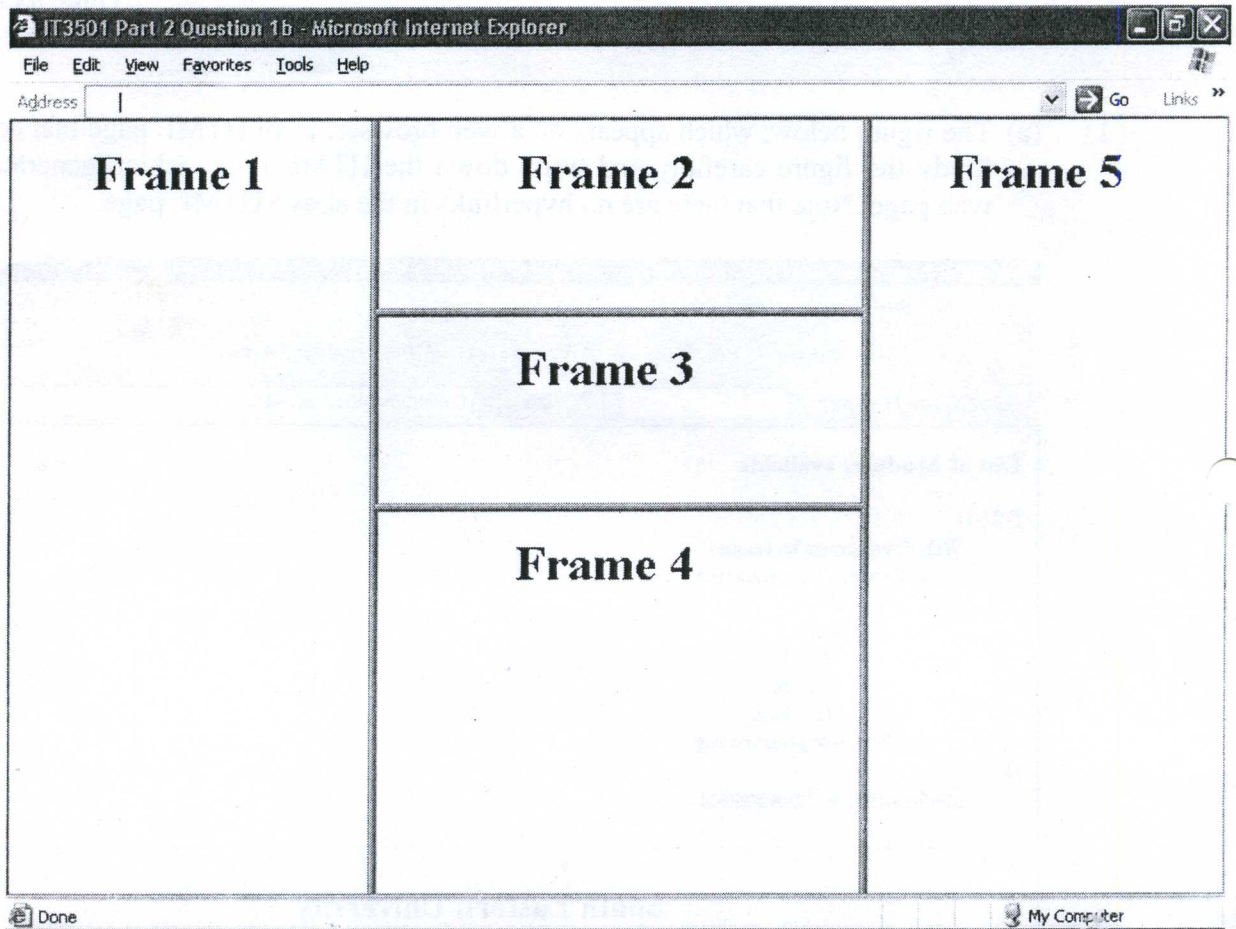 IT3501 Part 2 Question 1b - Microsoft Internet Explorer
File Edit View Favorites Tools Help
Address Go Links »
Frame 1 Frame 2 Frame 5
Frame 3
Frame 4
Done My Computer